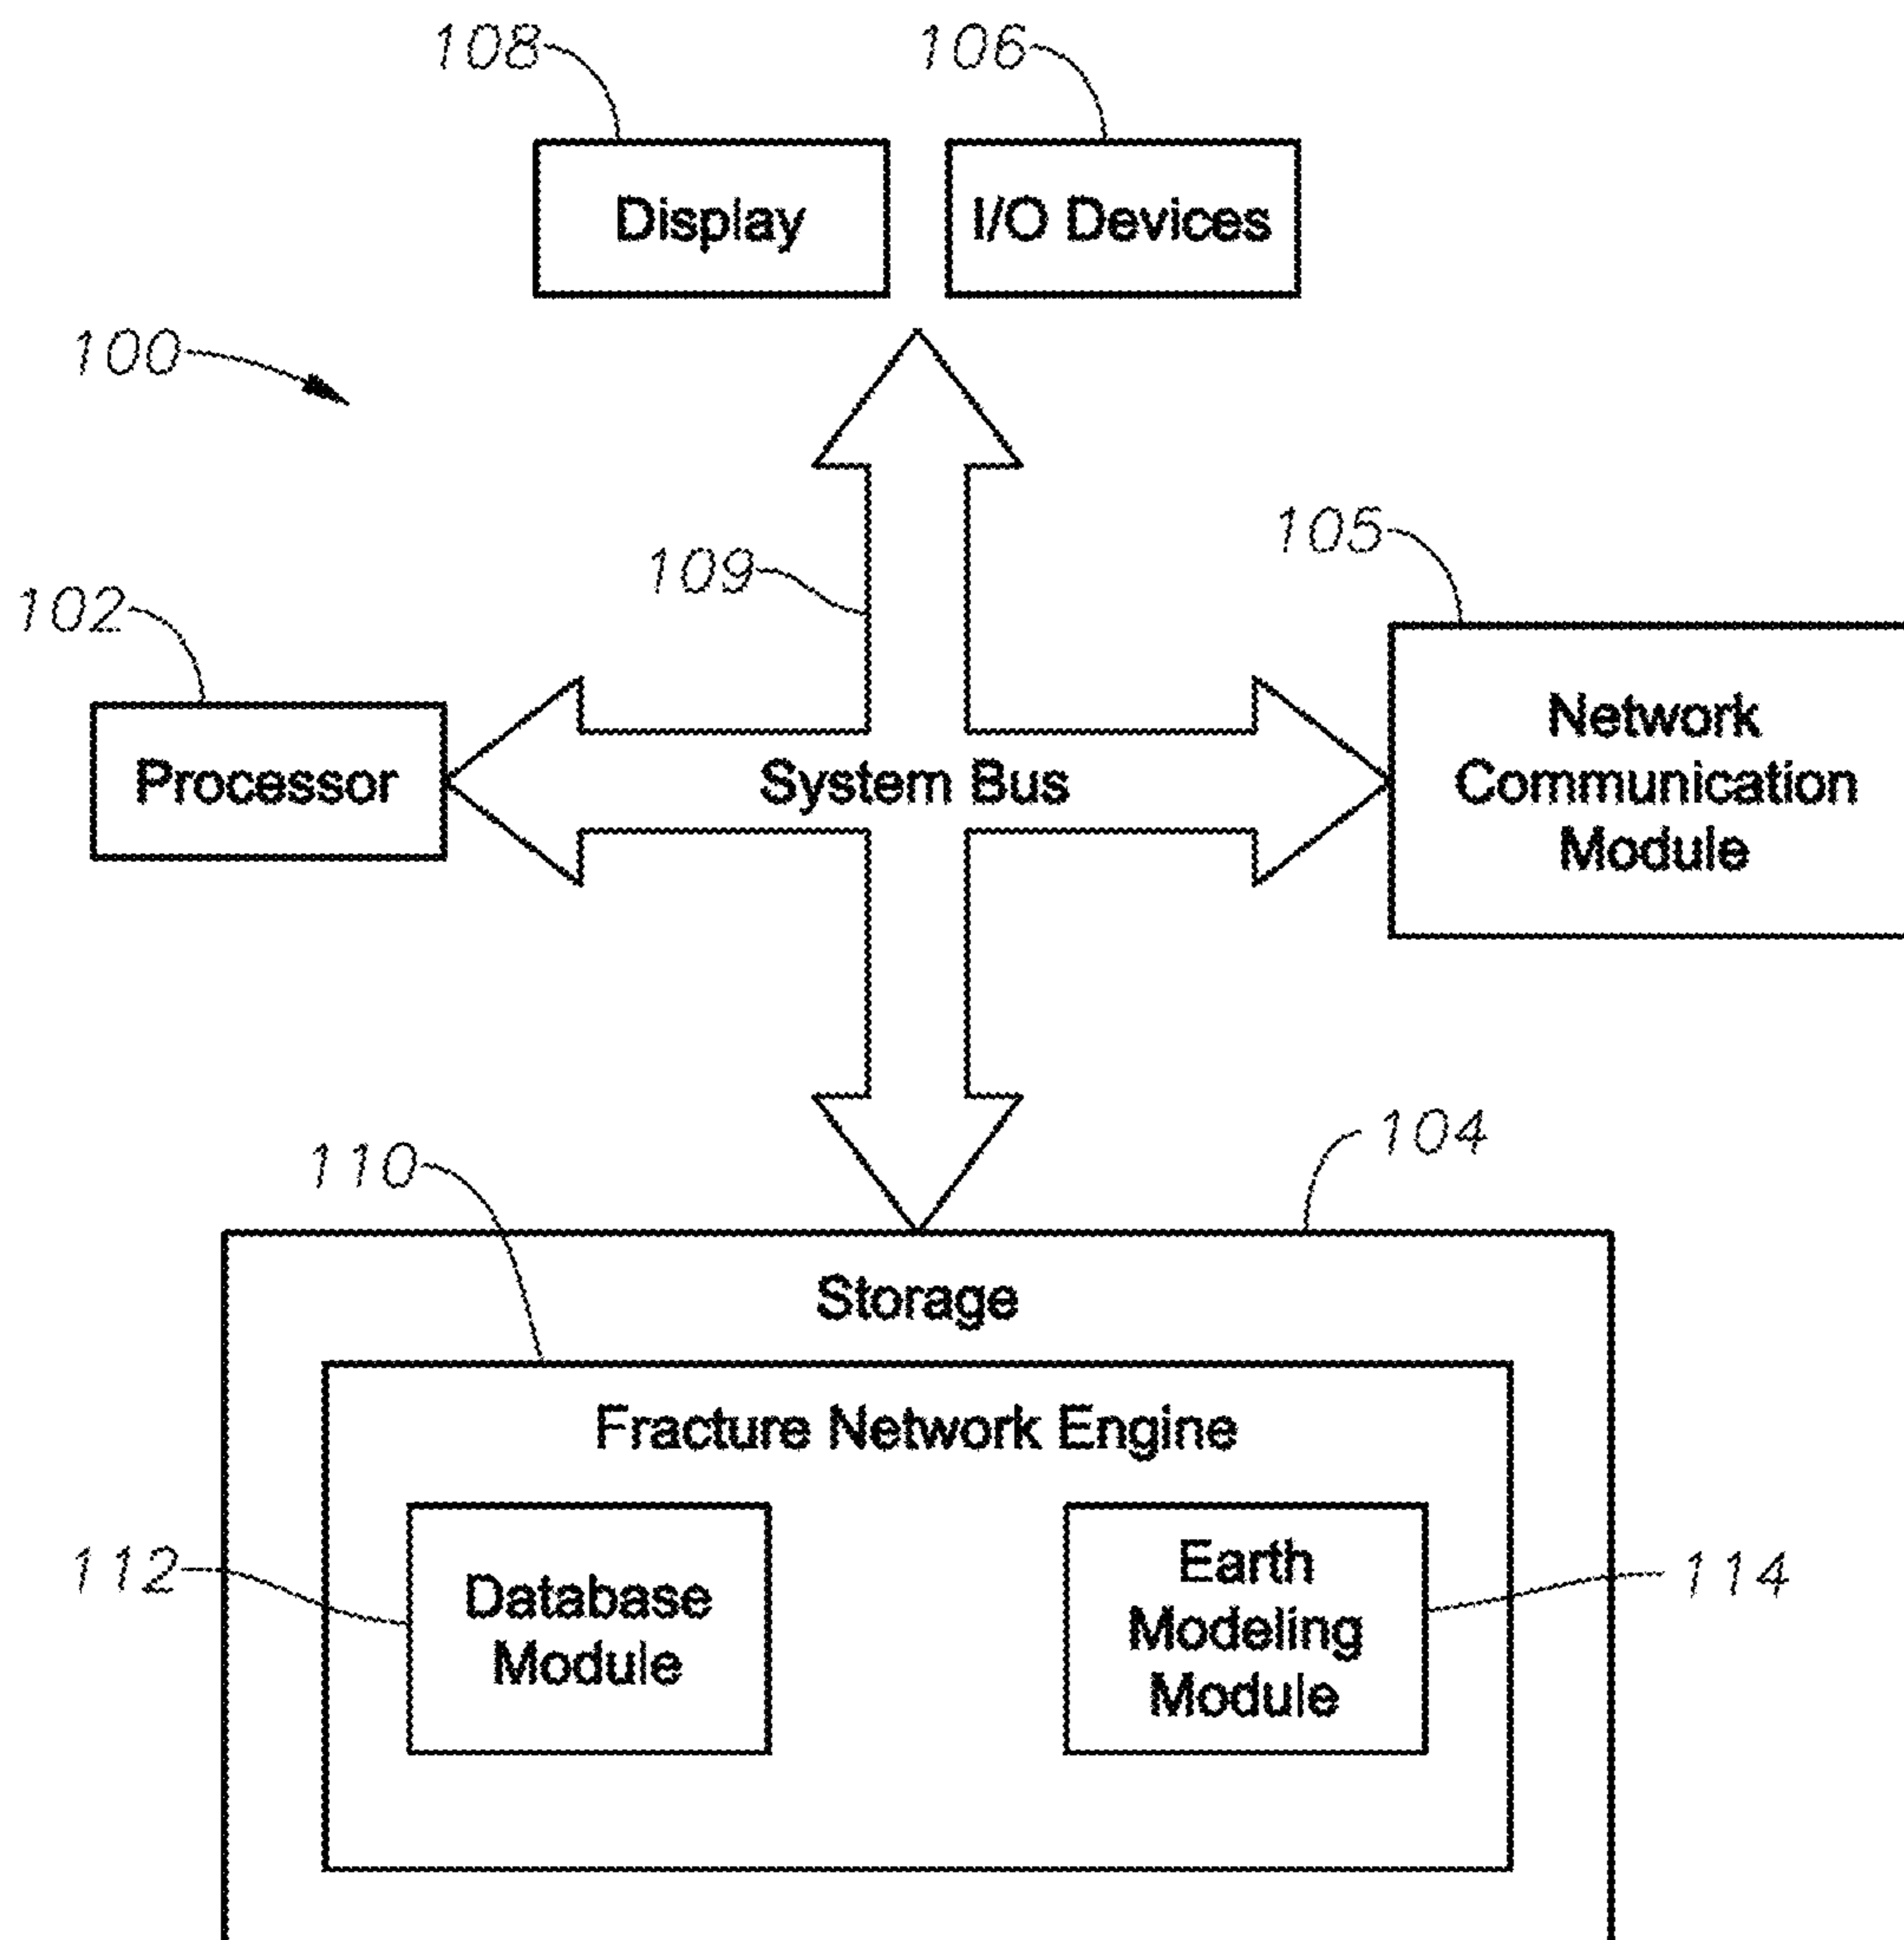 108
106
Display
I/O Devices
100
105
109
102
Network
Communication
Module
Processor
System Bus
104
110
Storage
Fracture Network Engine
112
Database
Module
Earth
Modeling
Module
114